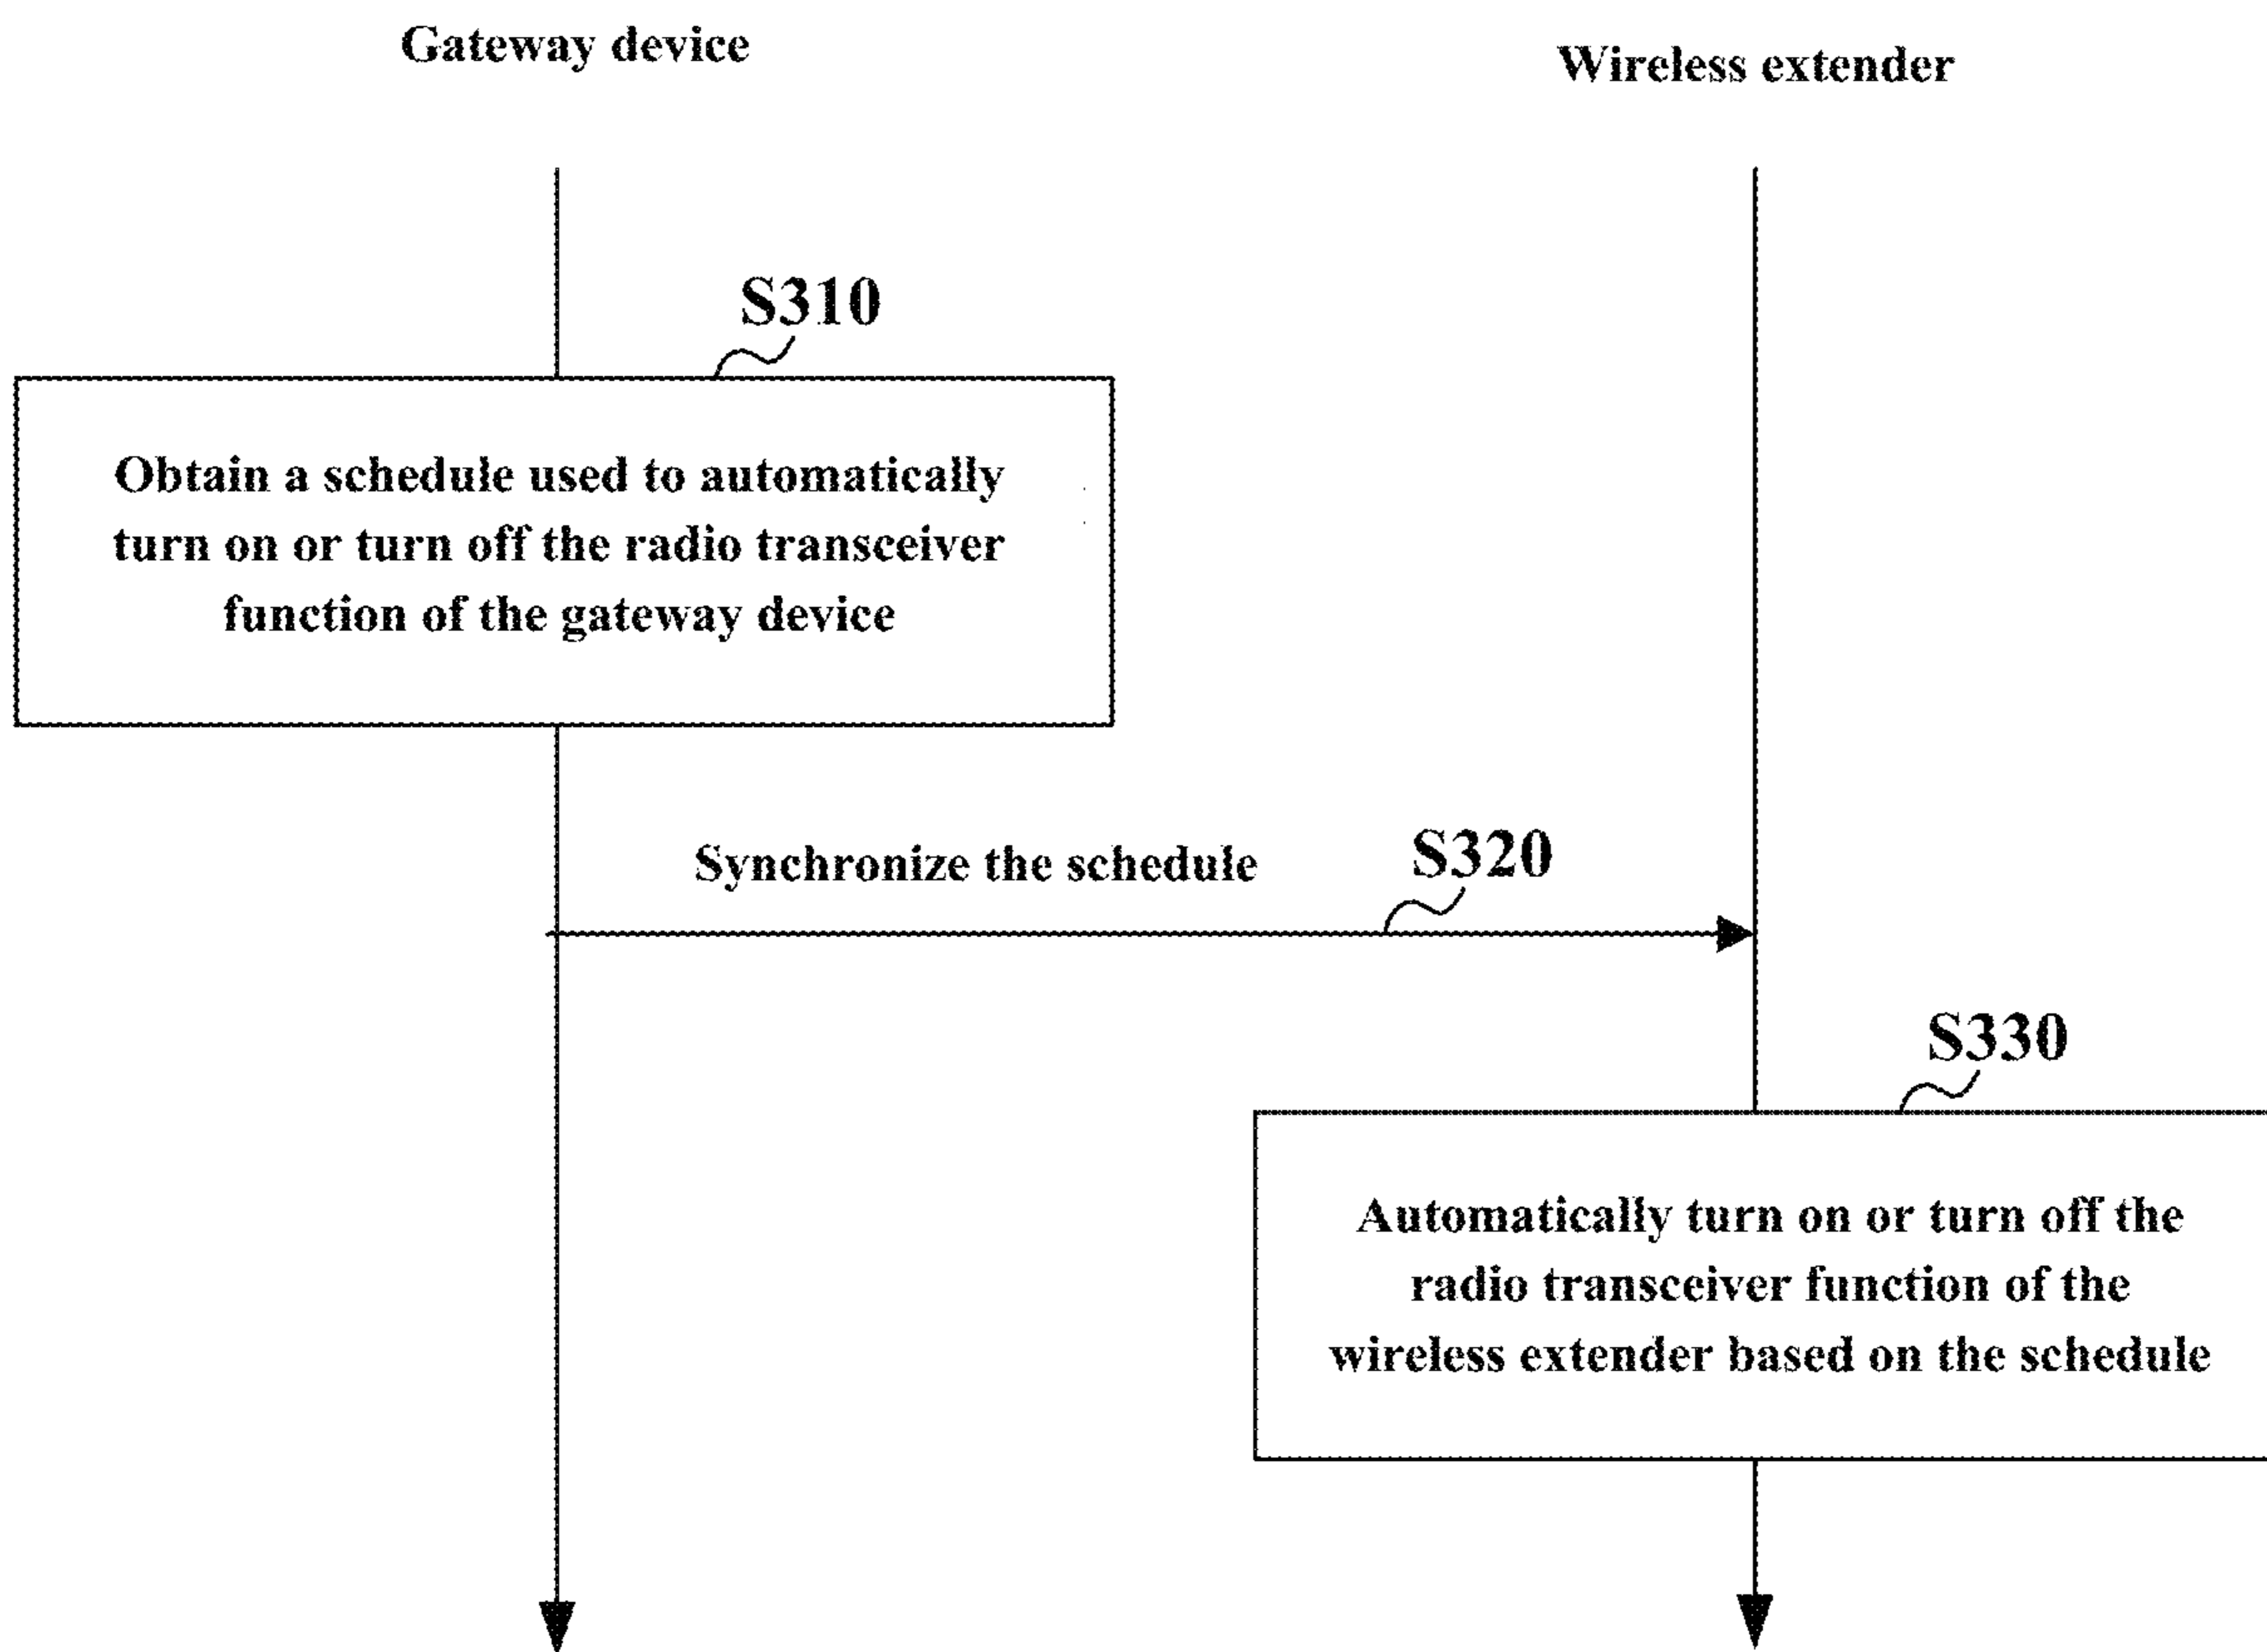 Gateway device
Wireless extender
S310
Obtain a schedule used to automatically
turn on or turn off the radio transceiver
function of the gateway device
Synchronize the schedule
S320
S330
Automatically turn on or turn off the
radio transceiver function of the
wireless extender based on the schedule